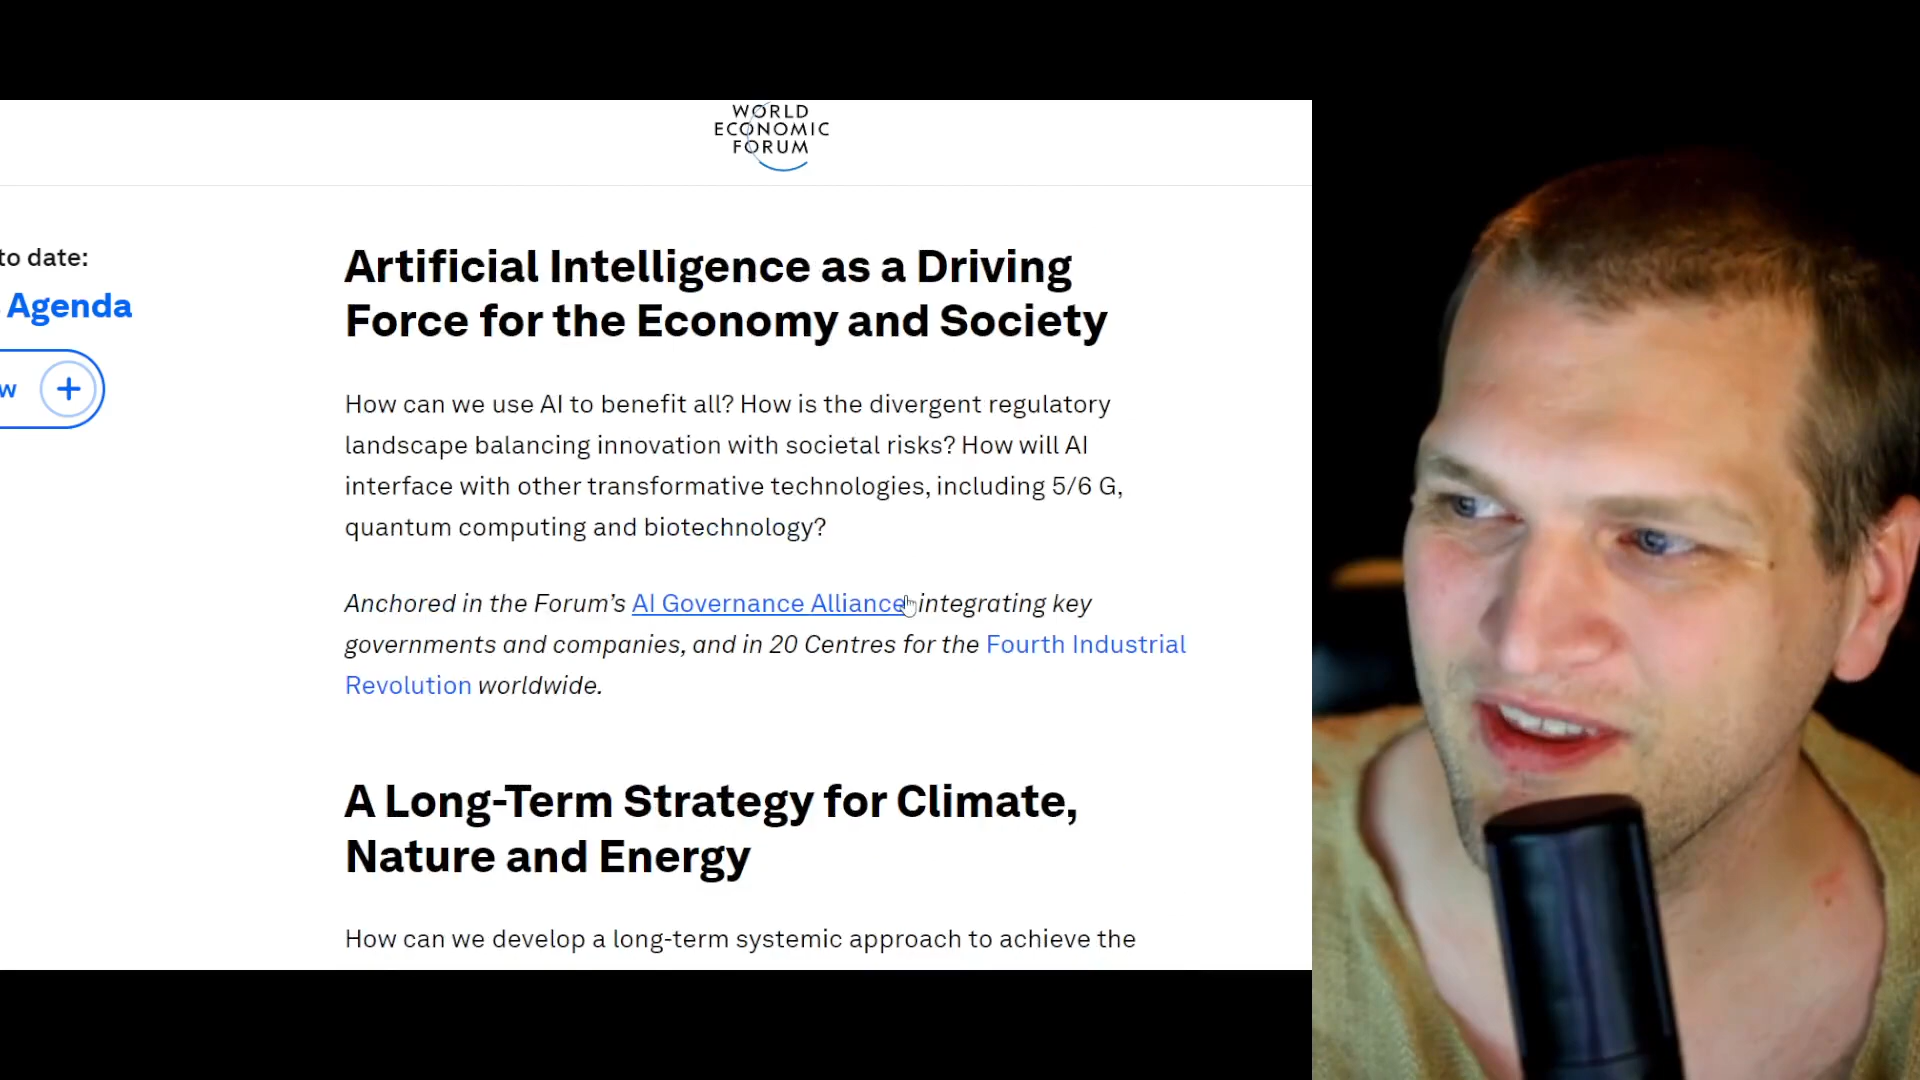 WORLD
ECONOMIC
FORUM
to date:
Agenda
w
Artificial Intelligence as a Driving
Force for the Economy and Society
How can we use AI to benefit all? How is the divergent regulatory
landscape balancing innovation with societal risks? How will AI
interface with other transformative technologies, including 5/6 G,
quantum computing and biotechnology?
Anchored in the Forum's AI Governance Alliance integrating key
governments and companies, and in 20 Centres for the Fourth Industrial
Revolution worldwide.
A Long-Term Strategy for Climate,
Nature and Energy
How can we develop a long-term systemic approach to achieve the